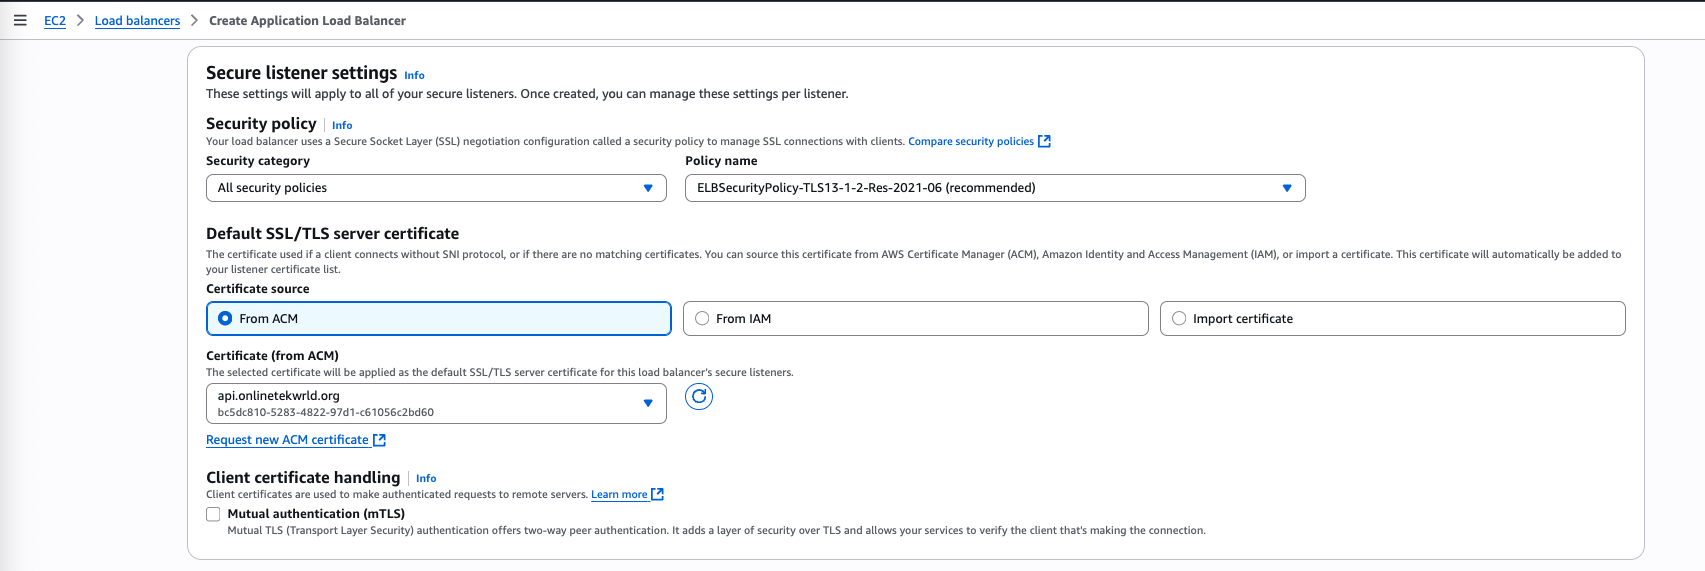 EC2 > Load balancers > Create Application Load Balancer
Secure listener settings Info
These settings will apply to all of your secure listeners. Once created, you can manage these settings per listener.
Security policy | Info
Your load balancer uses a Secure Socket Layer (SSL) negotiation configuration called a security policy to manage SSL connections with clients. Compare security policies
Security category Policy name
All security policies ELBSecurityPolicy-TLS13-1-2-Res-2021-06 (recommended)
Default SSL/TLS server certificate
The certificate used if a client connects without SNI protocol, or if there are no matching certificates. You can source this certificate from AWS Certificate Manager (ACM), Amazon Identity and Access Management (IAM), or import a certificate. This certificate will automatically be added to
your listener certificate list.
Certificate source
From ACM From IAM Import certificate
Certificate (from ACM)
The selected certificate will be applied as the default SSL/TLS server certificate for this load balancer's secure listeners.
api.onlinetekwrld.org
bc5dc810-5283-4822-97d1-c61056c2bd60
Request new ACM certificate
Client certificate handling | Info
Client certificates are used to make authenticated requests to remote servers. Learn more
Mutual authentication (mTLS)
Mutual TLS (Transport Layer Security) authentication offers two-way peer authentication. It adds a layer of security over TLS and allows your services to verify the client that's making the connection.